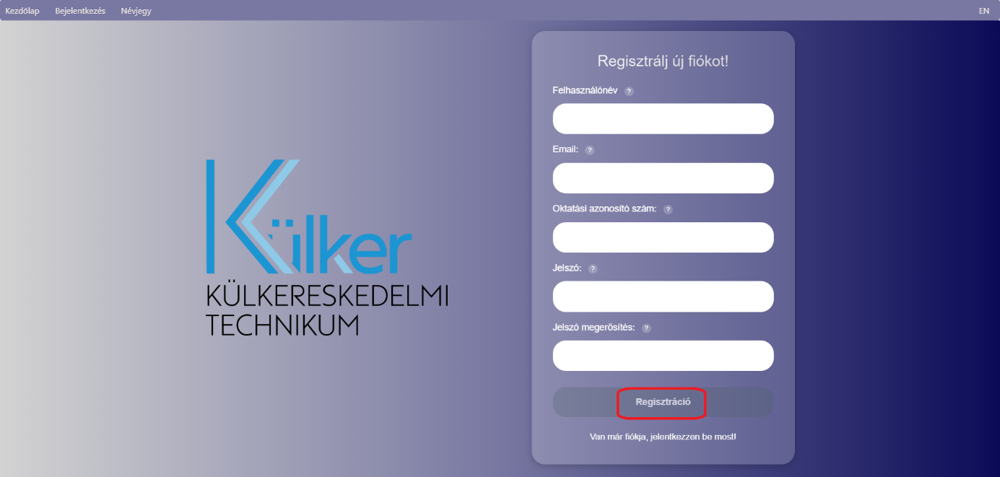 Kezdőlap Bejelentkezés Névjegy EN
Regisztrálj új fiókot!
Felhasználónév ?
Email: ?
Oktatási azonosító szám: ?
Jelszó: ?
Jelszó megerősítés: ?
Regisztráció
Van már fiókja, jelentkezzen be most!
Külker
KÜLKERESKEDELMI
TECHNIKUM